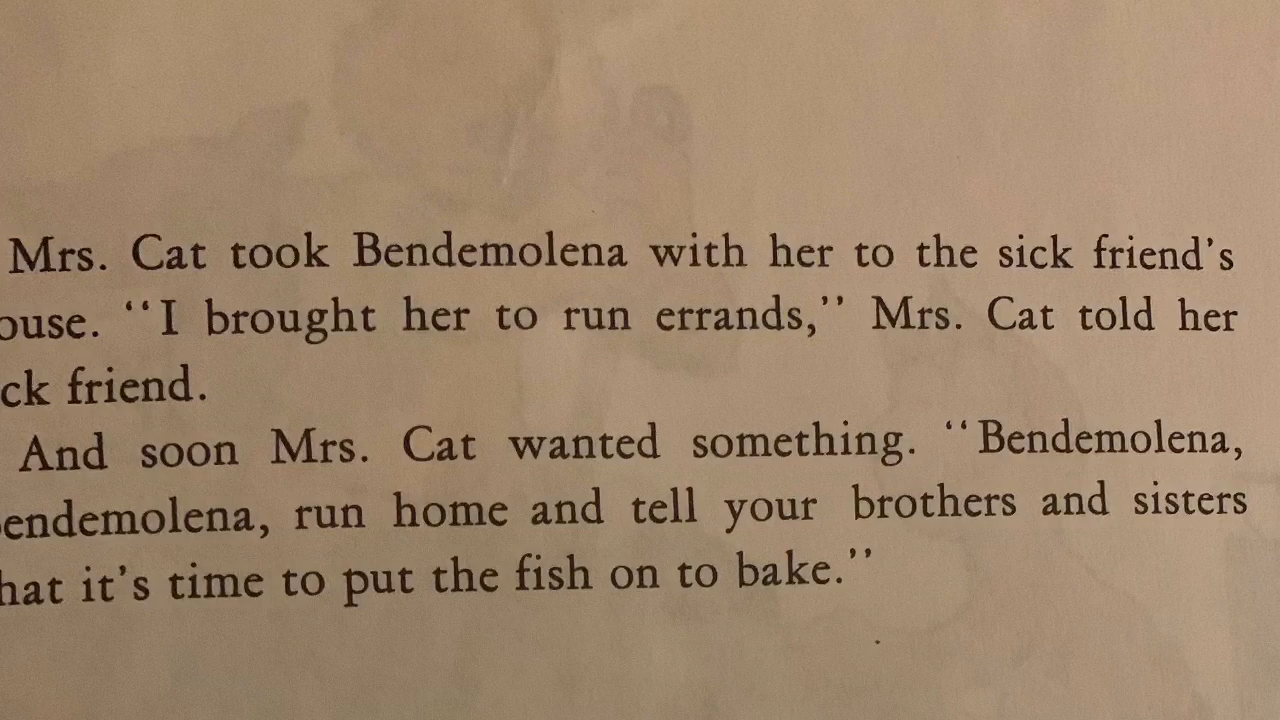 Mrs. Cat took Bendemolena with her to the sick friend's
ouse. “I brought her to run errands,” Mrs. Cat told her
ck friend.
And soon Mrs. Cat wanted something. “Bendemolena,
endemolena, run home and tell your brothers and sisters
hat it's time to put the fish on to bake.”